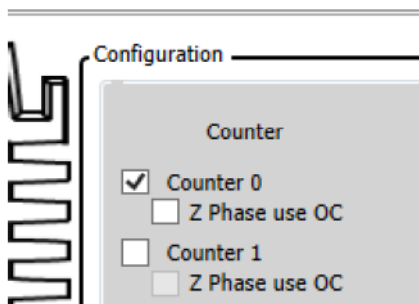 Configuration
Counter
Counter 0
Z Phase use OC
Counter 1
Z Phase use OC